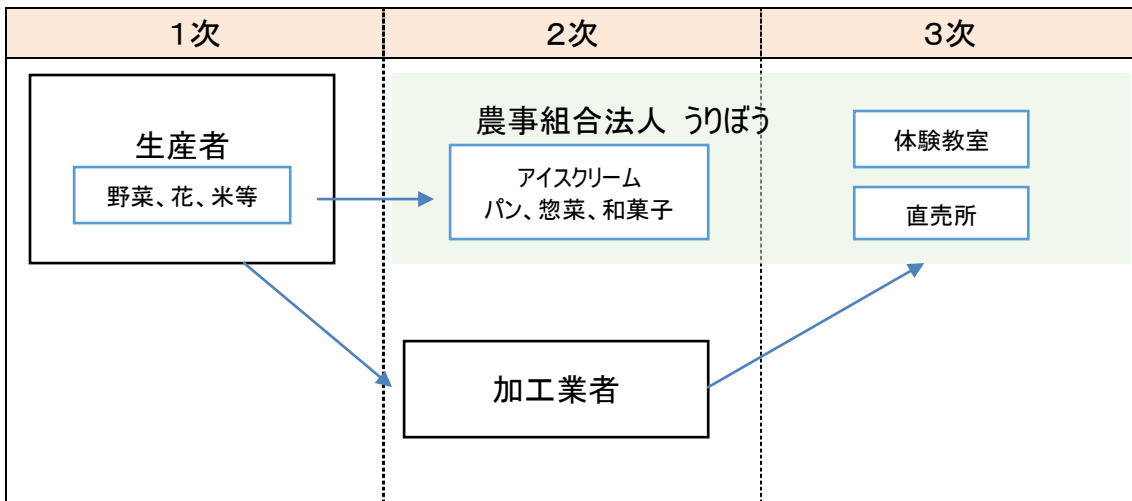 １次
２次
３次
生産者
野菜、花、米等
農事組合法人 うりぼう
アイスクリーム
パン、惣菜、和菓子
体験教室
直売所
加工業者